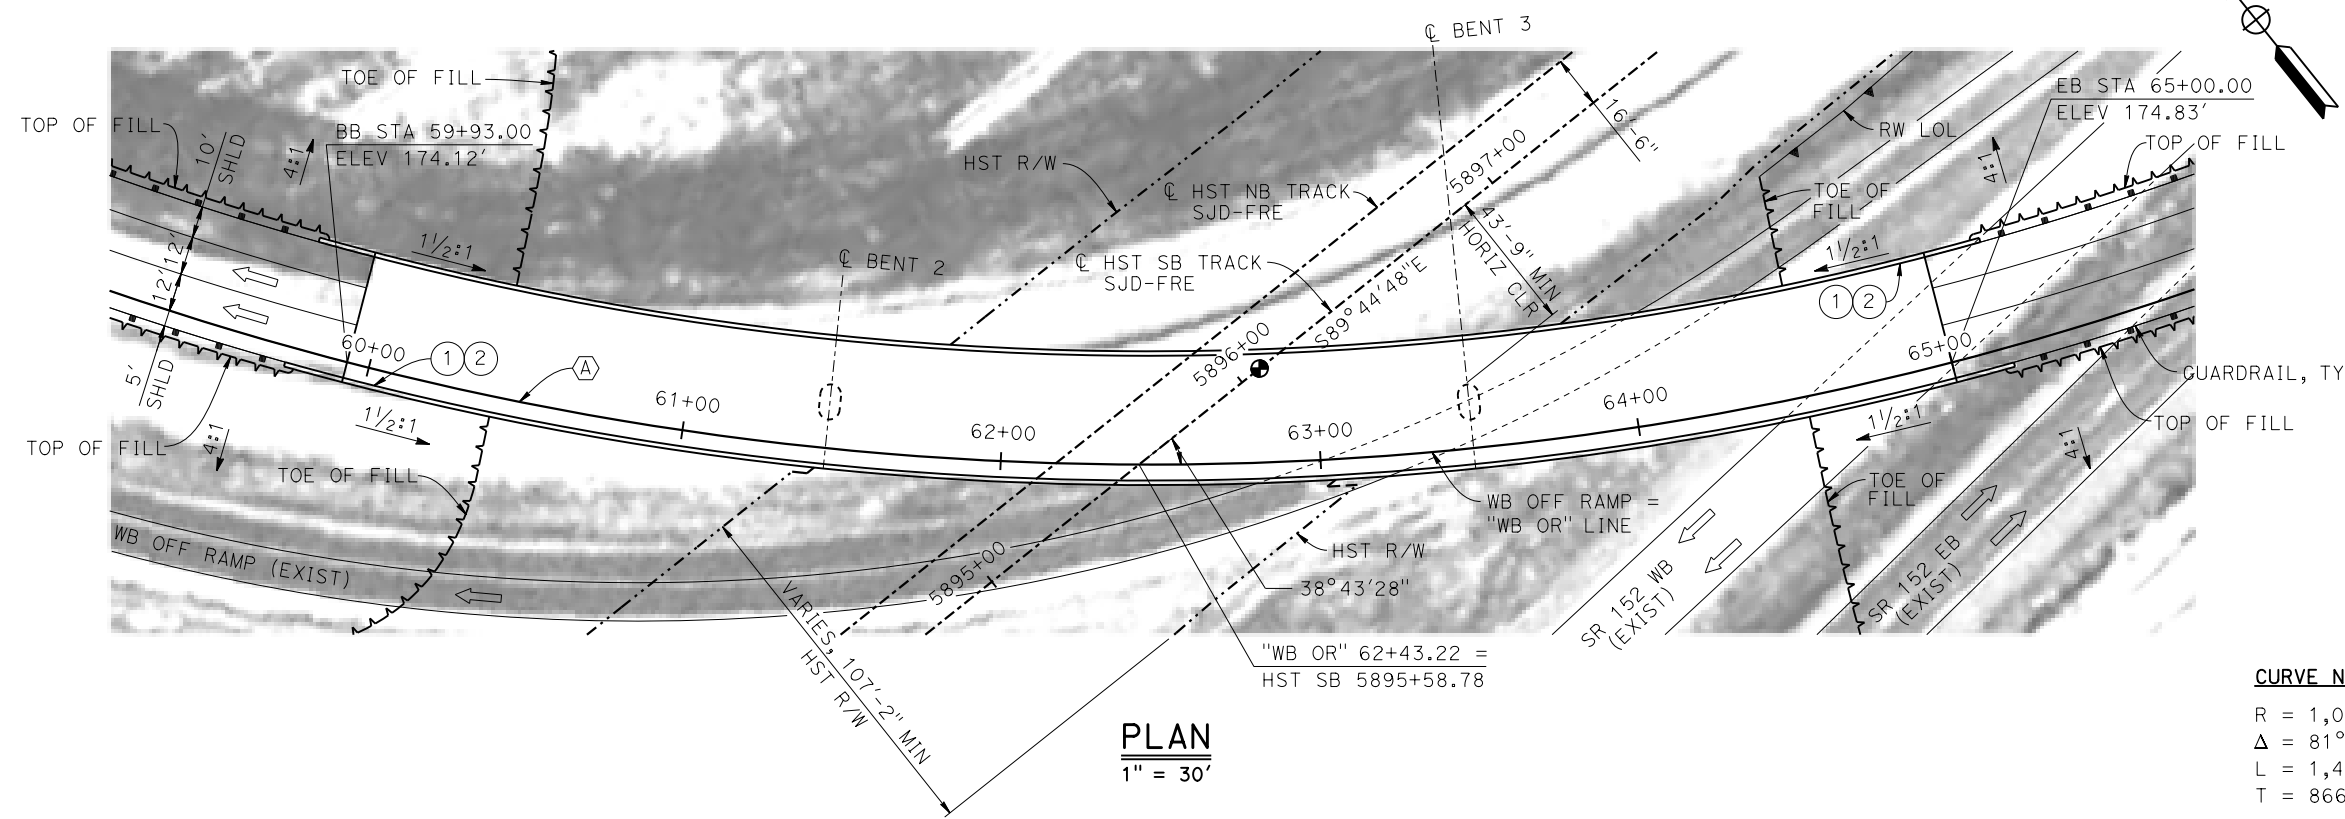 ℄ BENT 3
TOE OF FILL
TOP OF FILL
10'
SHLD
4:1
BB STA 59+93.00
ELEV 174.12'
HST R/W
℄ HST NB TRACK
SJD-FRE
5897+00
16'-6"
RW LOL
EB STA 65+00.00
ELEV 174.83'
TOP OF FILL
4:1
TOE OF
FILL
1½:1
℄ BENT 2
℄ HST SB TRACK
SJD-FRE
43'-9" MIN
HORIZ CLR
S89°44'48"E
1½:1
1 2
12'
12'
5'
SHLD
60+00
1 2
A
5896+00
65+00
GUARDRAIL, TY
61+00
62+00
63+00
64+00
1½:1
4:1
TOP OF FILL
TOE OF FILL
1½:1
TOP OF FILL
4:1
TOE OF
FILL
WB OFF RAMP =
"WB OR" LINE
WB OFF RAMP (EXIST)
5895+00
HST R/W
38°43'28"
SR 152 WB
(EXIST)
SR 152 EB
(EXIST)
VARIES, 107'-2" MIN
HST R/W
"WB OR" 62+43.22 =
HST SB 5895+58.78
PLAN
1" = 30'
CURVE N
R = 1,0
Δ = 81°
L = 1,4
T = 866